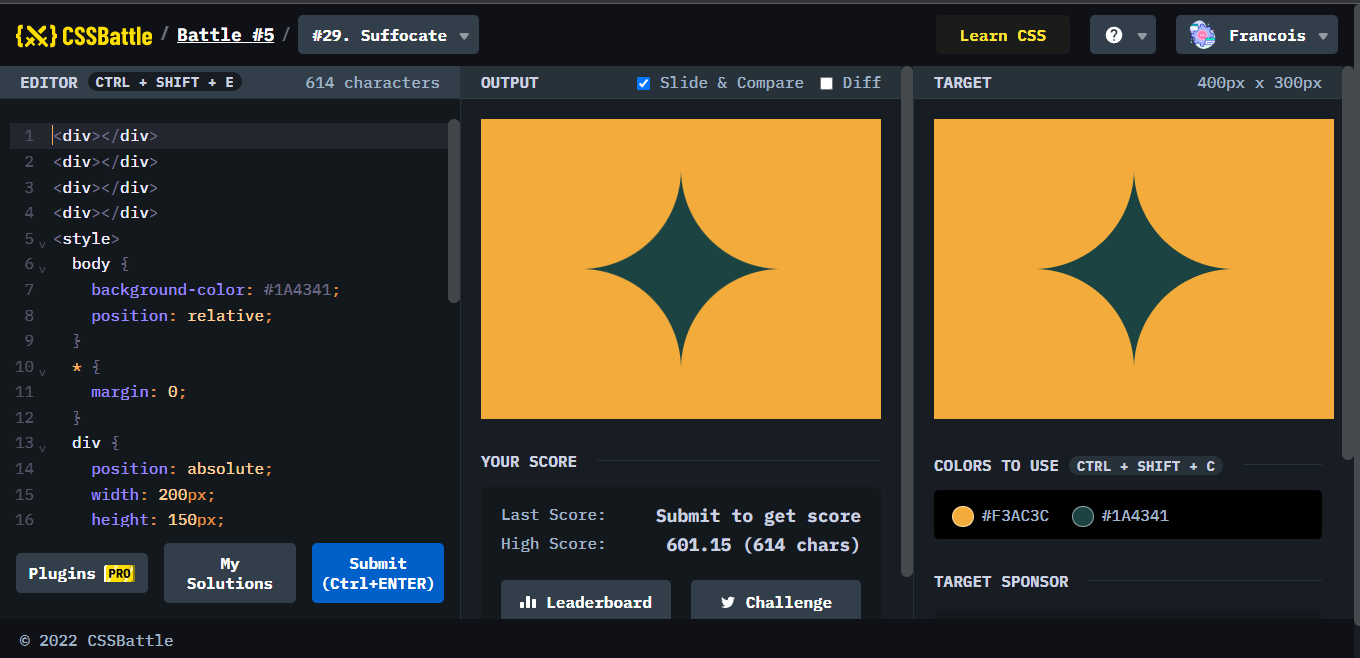 {X} CSSBattle / Battle #5 / #29. Suffocate Learn CSS ? Francois
EDITOR CTRL + SHIFT + E 614 characters
1 <div></div>
2 <div></div>
3 <div></div>
4 <div></div>
5 <style>
6 body {
7 background-color: #1A4341;
8 position: relative;
9 }
10 * {
11 margin: 0;
12 }
13 div {
14 position: absolute;
15 width: 200px;
16 height: 150px;
Plugins PRO
My
Solutions
Submit
(Ctrl+ENTER)
OUTPUT Slide & Compare Diff
YOUR SCORE
Last Score: Submit to get score
High Score: 601.15 (614 chars)
Leaderboard Challenge
TARGET 400px x 300px
COLORS TO USE CTRL + SHIFT + C
#F3AC3C #1A4341
TARGET SPONSOR
© 2022 CSSBattle